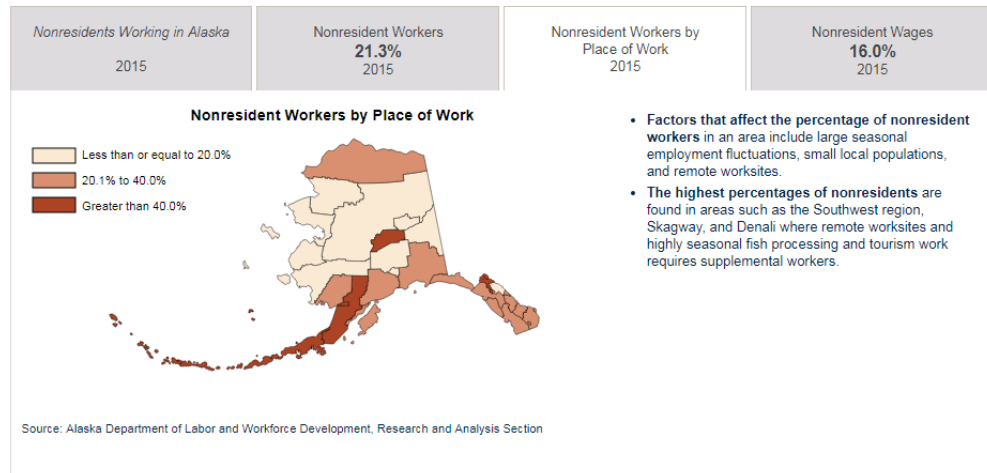 Nonresidents Working in Alaska
2015
Nonresident Workers
21.3%
2015
Nonresident Workers by
Place of Work
2015
Nonresident Wages
16.0%
2015
Nonresident Workers by Place of Work
Less than or equal to 20.0%
20.1% to 40.0%
Greater than 40.0%
• Factors that affect the percentage of nonresident
workers in an area include large seasonal
employment fluctuations, small local populations,
and remote worksites.
• The highest percentages of nonresidents are
found in areas such as the Southwest region,
Skagway, and Denali where remote worksites and
highly seasonal fish processing and tourism work
requires supplemental workers.
Source: Alaska Department of Labor and Workforce Development, Research and Analysis Section